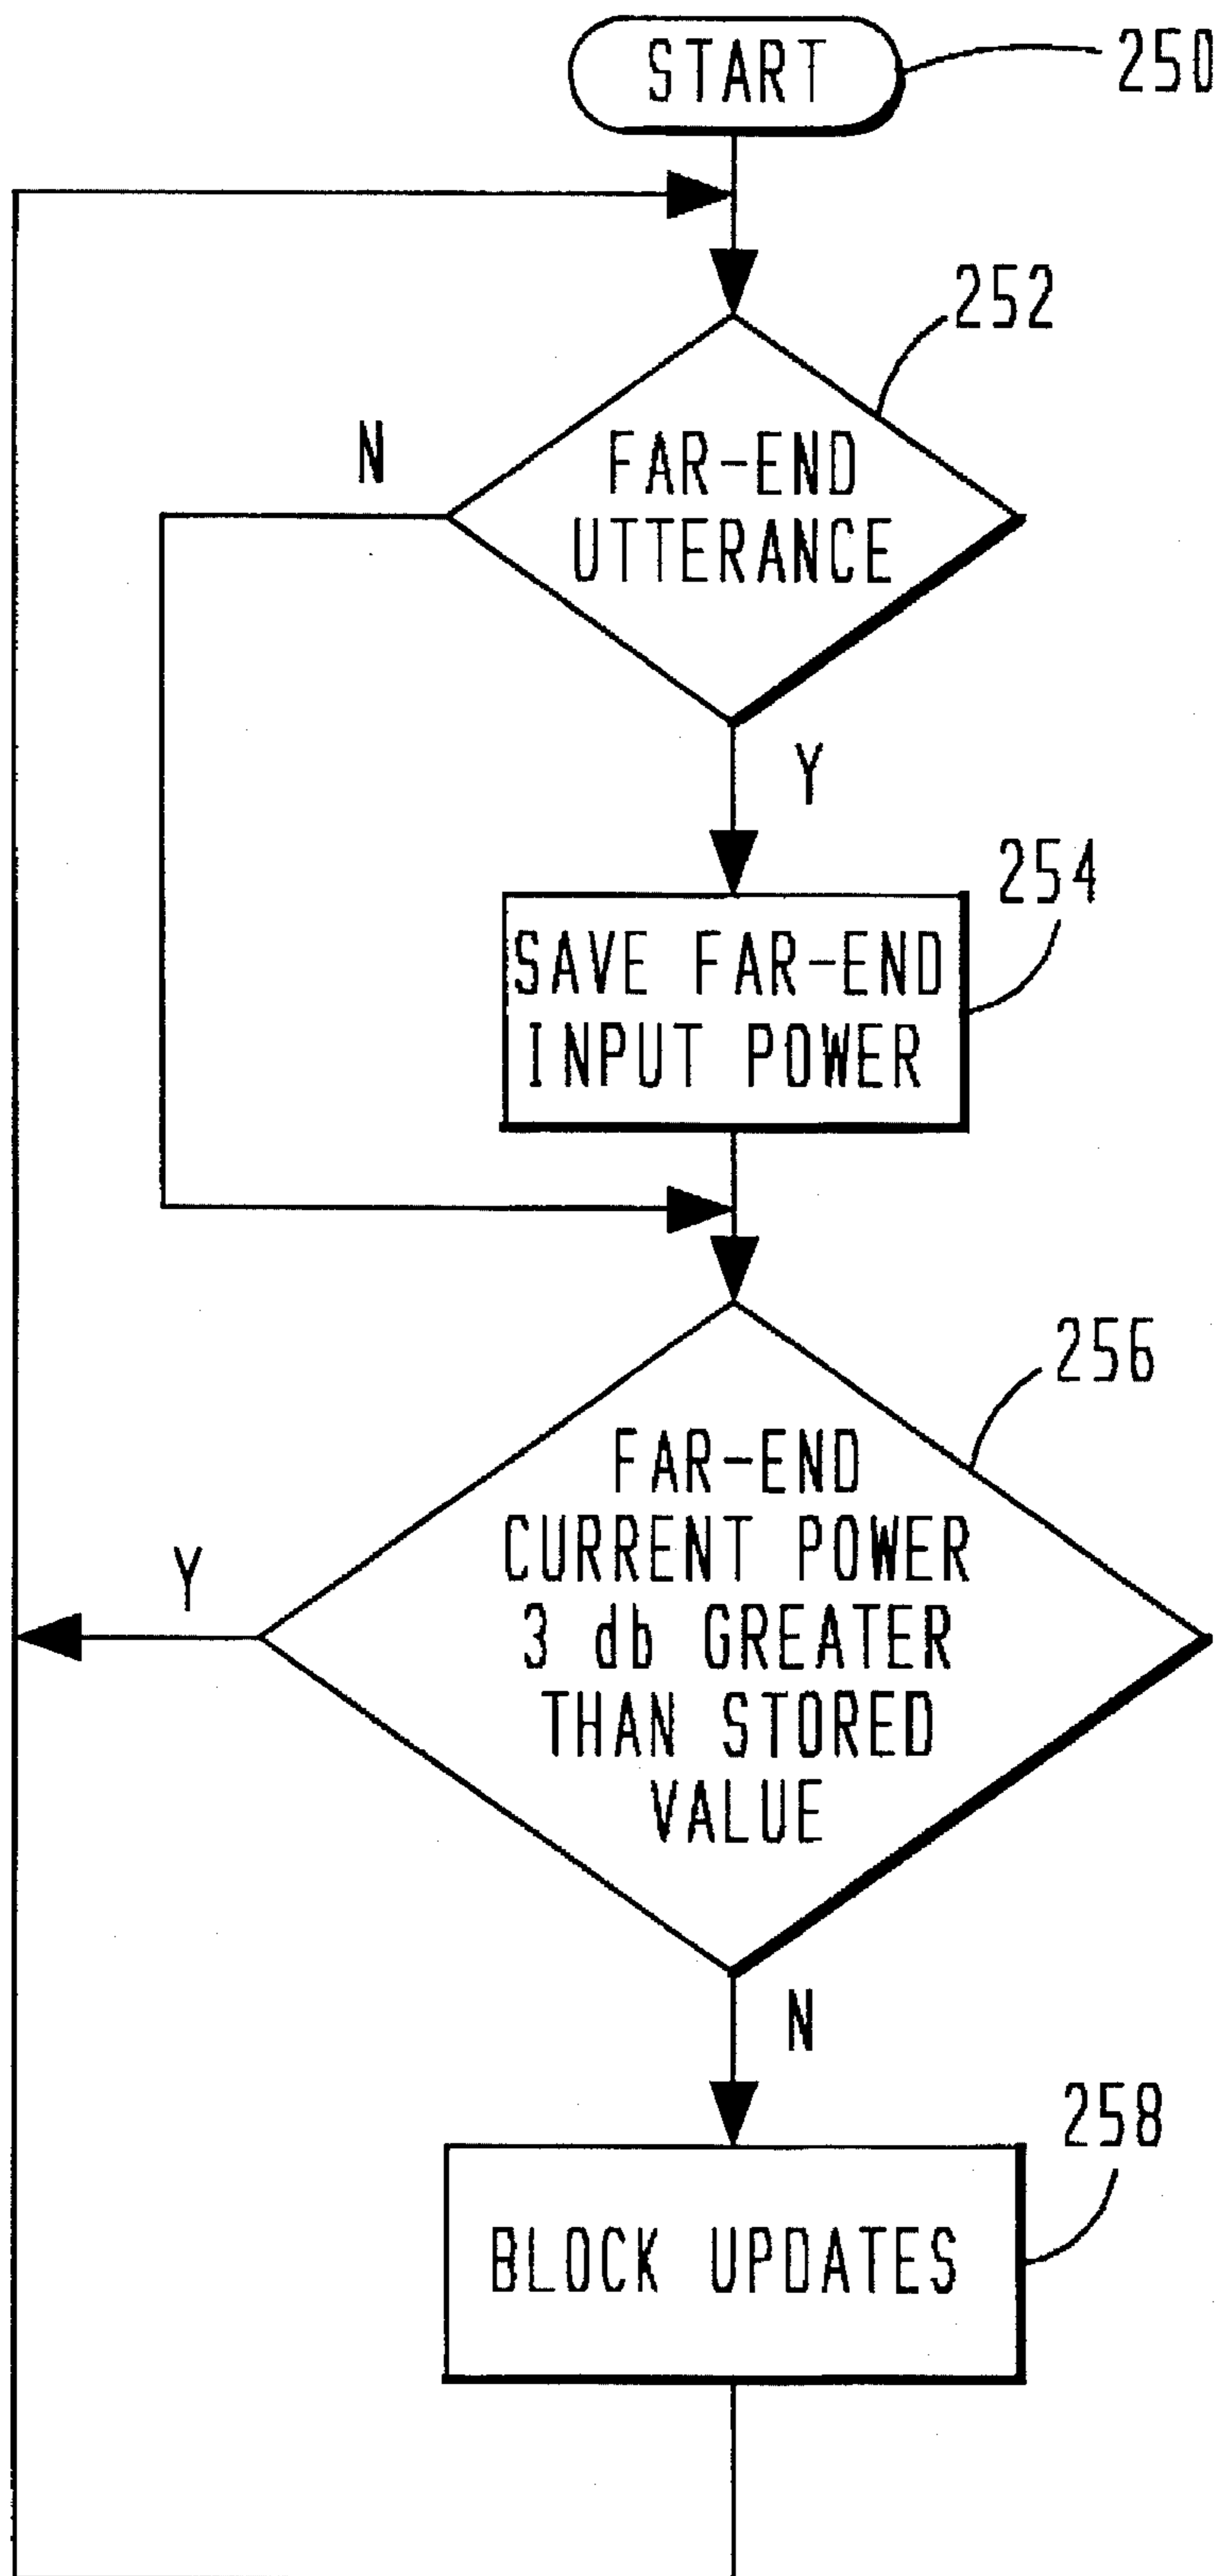 START
250
252
N
FAR-END
UTTERANCE
Y
254
SAVE FAR-END
INPUT POWER
256
FAR-END
CURRENT POWER
3 db GREATER
THAN STORED
VALUE
Y
N
258
BLOCK UPDATES